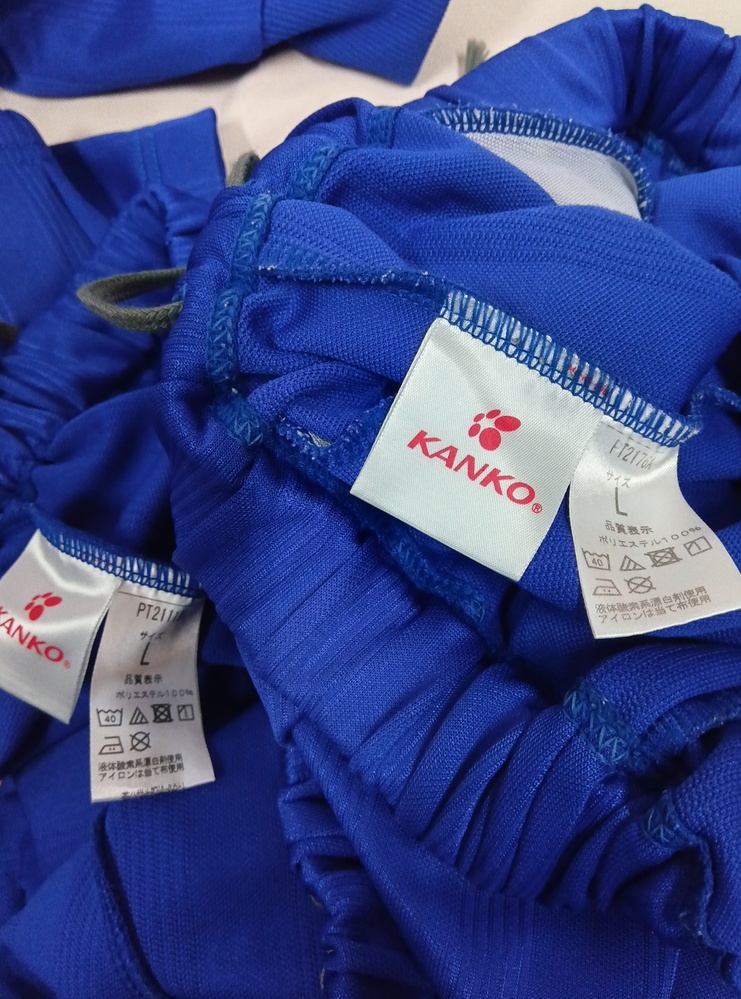 KANKO®
サイズ
L
品質表示
ポリエステル100%
40
液体酸素系漂白剤使用
アイロンは当て布使用
KANKO®
サイズ
L
品質表示
ポリエステル100%
40
液体酸素系漂白剤使用
アイロンは当て布使用